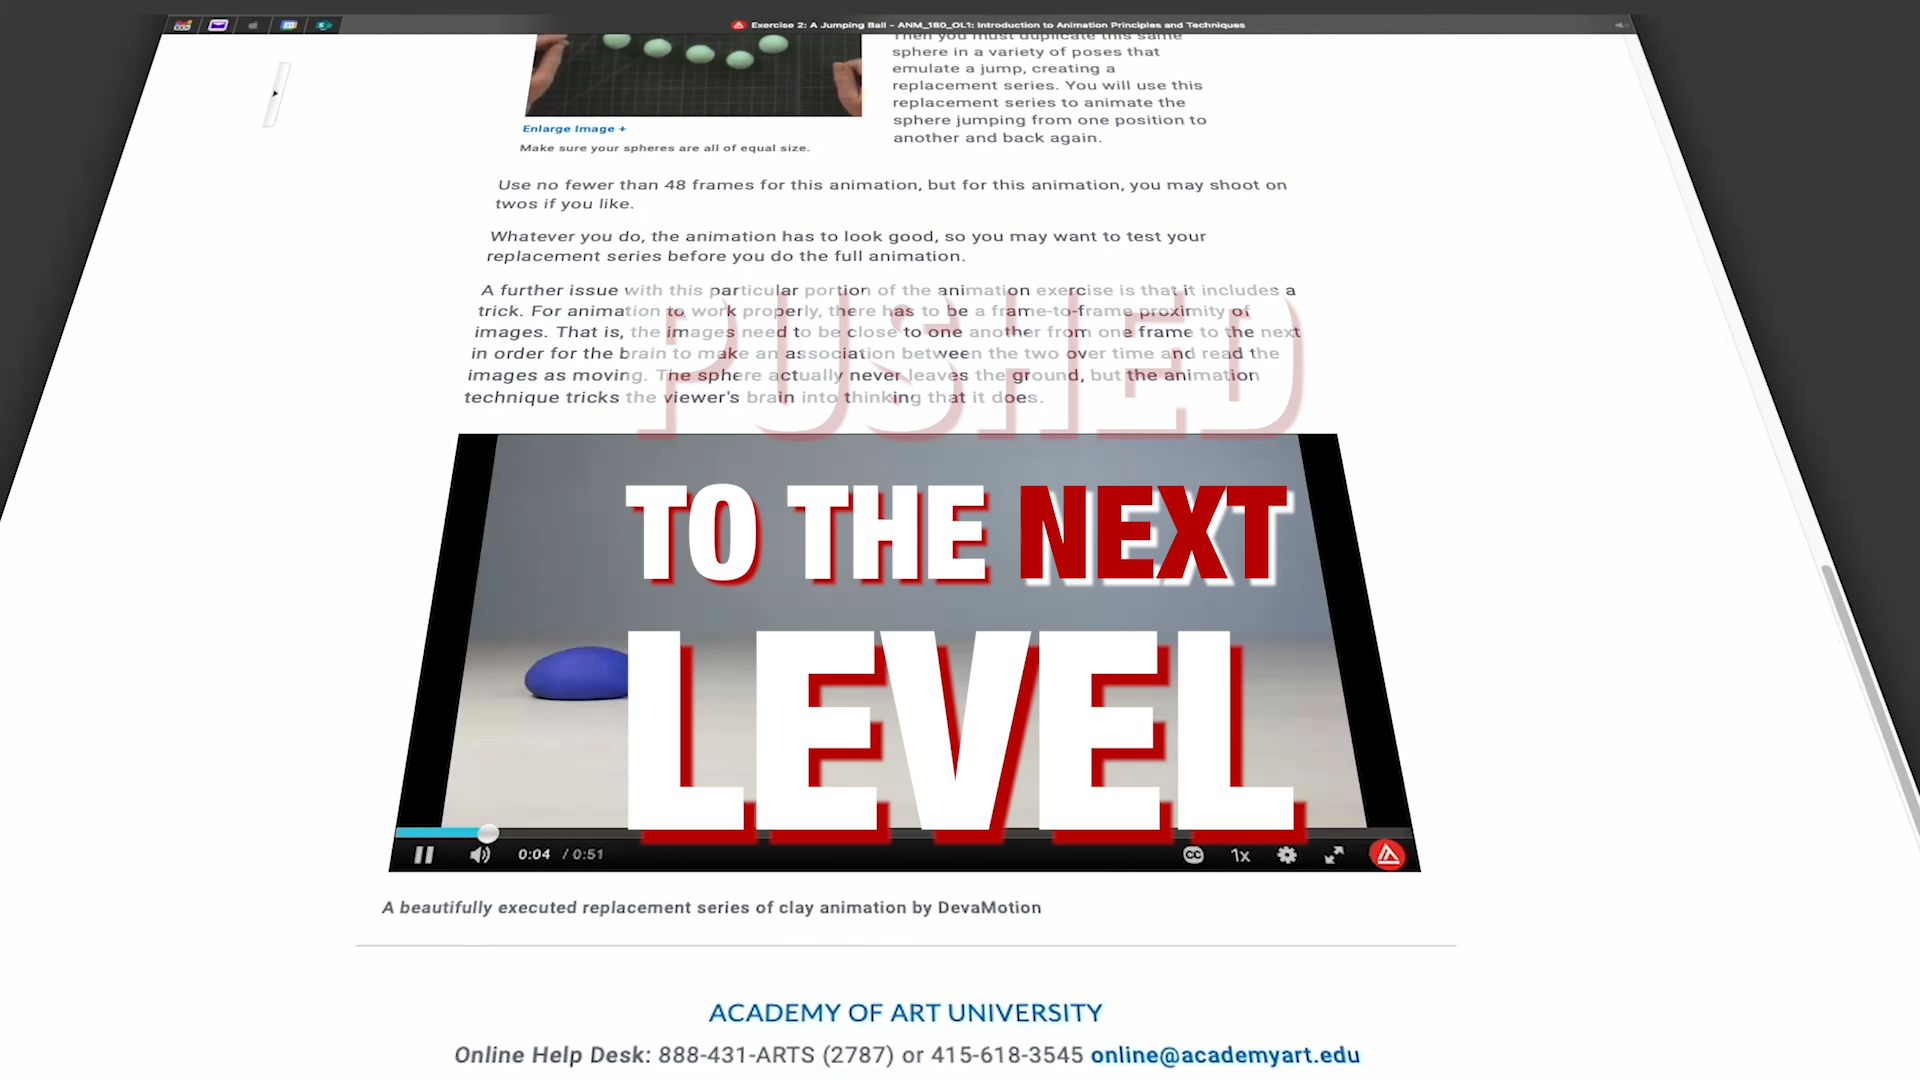 Exercise 2: A Jumping Ball - ANM_180_OL1: Introduction to Animation Principles and Techniques
Then you must duplicate this same
sphere in a variety of poses that
emulate a jump, creating a
replacement series. You will use this
replacement series to animate the
sphere jumping from one position to
another and back again.
Enlarge Image +
Make sure your spheres are all of equal size.
Use no fewer than 48 frames for this animation, but for this animation, you may shoot on
twos if you like.
Whatever you do, the animation has to look good, so you may want to test your
replacement series before you do the full animation.
A further issue with this particular portion of the animation exercise is that it includes a
trick. For animation to work properly, there has to be a frame-to-frame proximity of
images. That is, the images need to be close to one another from one frame to the next
in order for the brain to make an association between the two over time and read the
images as moving. The sphere actually never leaves the ground, but the animation
technique tricks the viewer's brain into thinking that it does.
PUSHED
TO THE NEXT
LEVEL
0:04 / 0:51 CC 1x
A beautifully executed replacement series of clay animation by DevaMotion
ACADEMY OF ART UNIVERSITY
Online Help Desk: 888-431-ARTS (2787) or 415-618-3545 online@academyart.edu